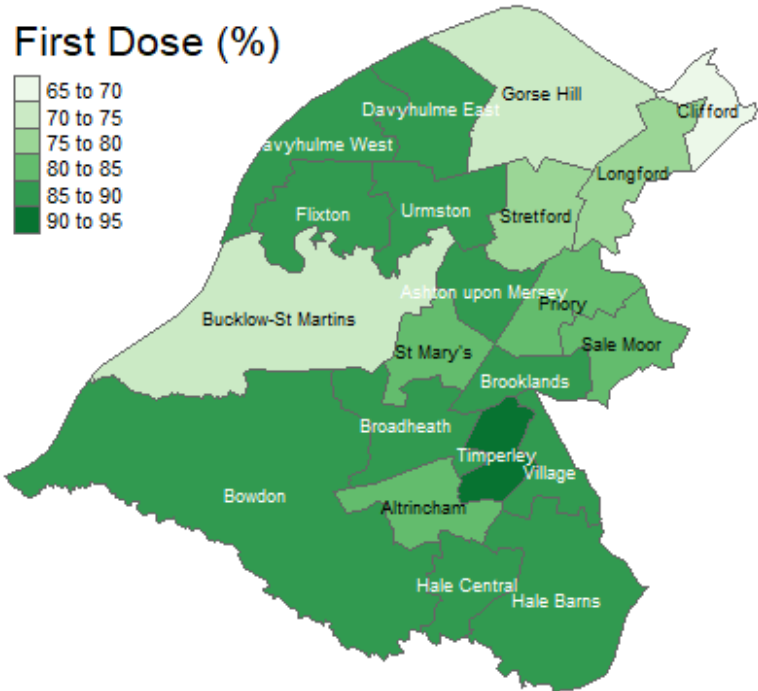 First Dose (%)
65 to 70
70 to 75
75 to 80
80 to 85
85 to 90
90 to 95
Gorse Hill
Davyhulme East
Clifford
avyhulme West
Longford
Flixton
Urmston
Stretford
Ashton upon Mersey
Priory
Bucklow-St Martins
St Mary's
Sale Moor
Brooklands
Broadheath
Timperley
Village
Bowdon
Altrincham
Hale Central
Hale Barns